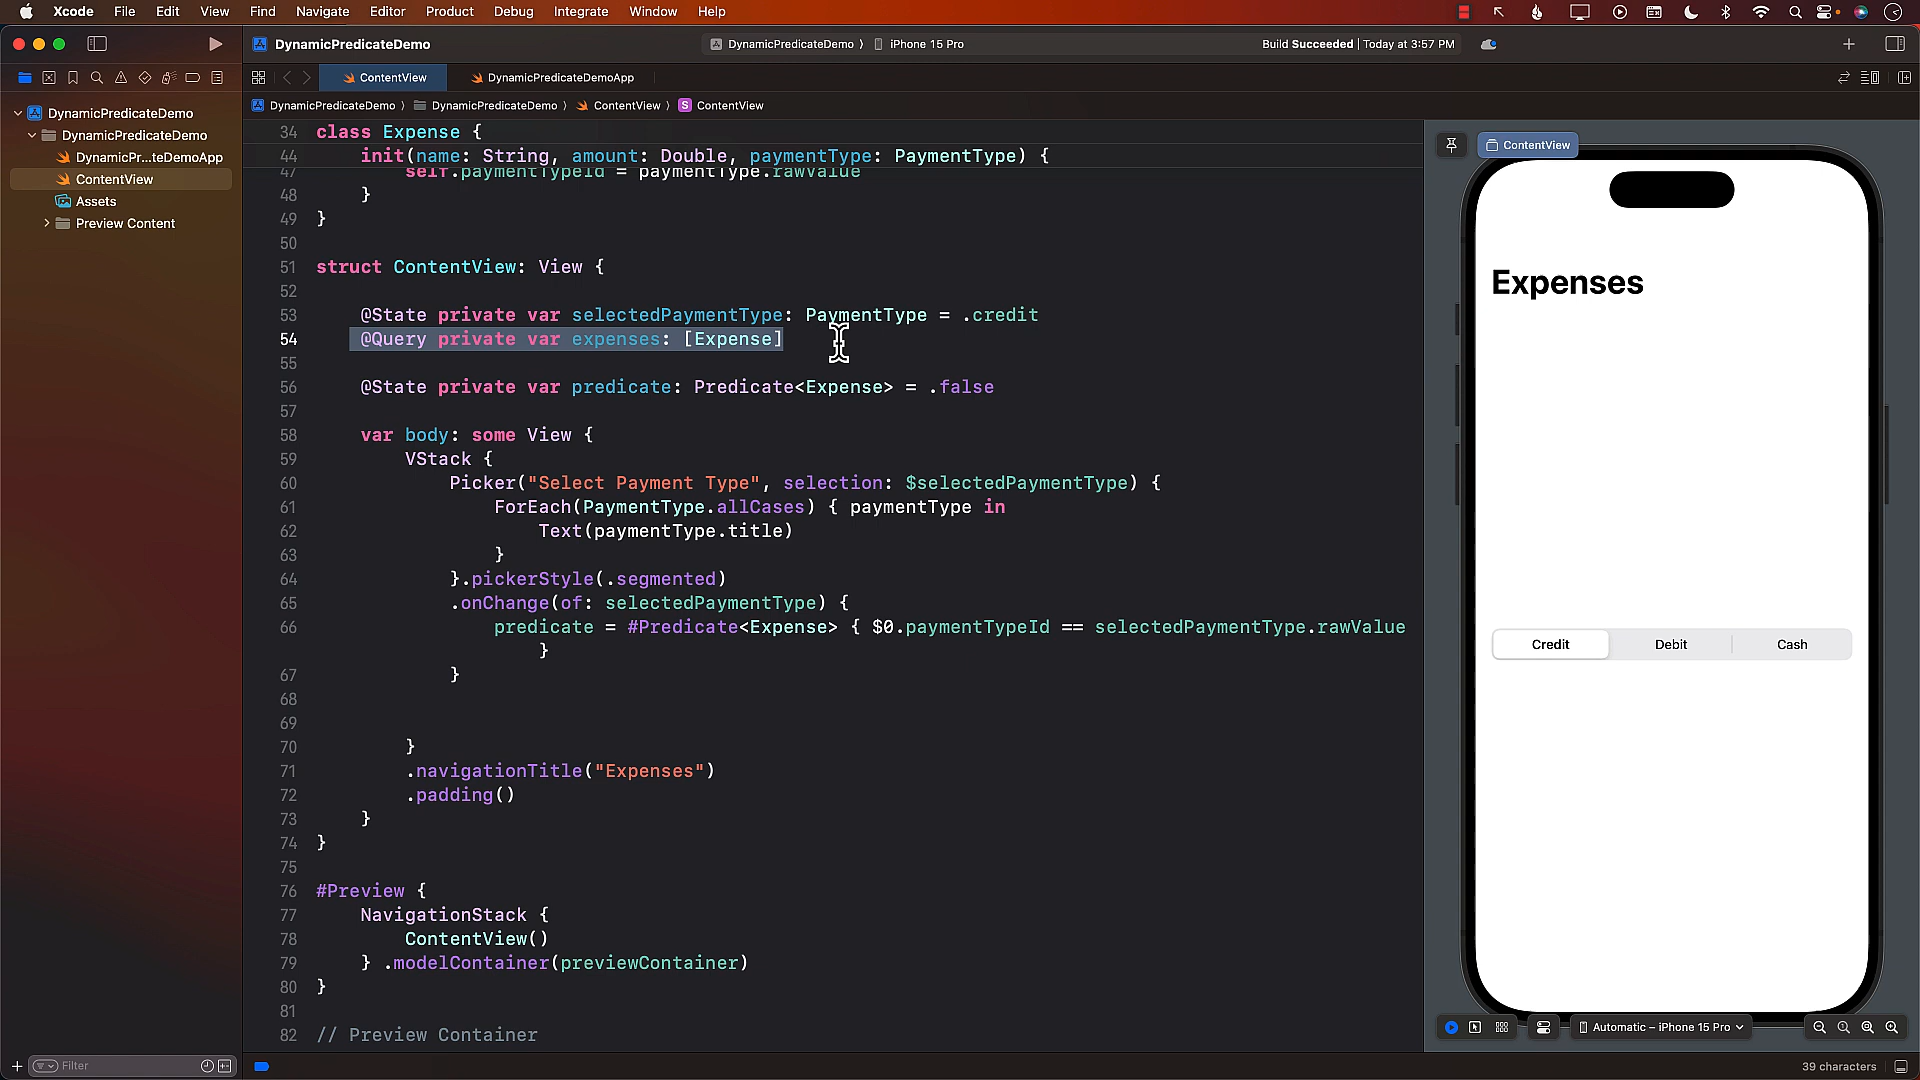 Xcode File Edit View Find Navigate Editor Product Debug Integrate Window Help
DynamicPredicateDemo
DynamicPredicateDemo ⟩ iPhone 15 Pro
Build Succeeded | Today at 3:57 PM
ContentView
DynamicPredicateDemoApp
DynamicPredicateDemo ⟩ DynamicPredicateDemo ⟩ ContentView ⟩ S ContentView
DynamicPredicateDemo
DynamicPredicateDemo
DynamicPr...teDemoApp
ContentView
Assets
Preview Content
34 class Expense {
44 init(name: String, amount: Double, paymentType: PaymentType) {
47 self.paymentTypeId = paymentType.rawValue
48 }
49 }
50
51 struct ContentView: View {
52
53 @State private var selectedPaymentType: PaymentType = .credit
54 @Query private var expenses: [Expense]
55
56 @State private var predicate: Predicate<Expense> = .false
57
58 var body: some View {
59 VStack {
60 Picker("Select Payment Type", selection: $selectedPaymentType) {
61 ForEach(PaymentType.allCases) { paymentType in
62 Text(paymentType.title)
63 }
64 }.pickerStyle(.segmented)
65 .onChange(of: selectedPaymentType) {
66 predicate = #Predicate<Expense> { $0.paymentTypeId == selectedPaymentType.rawValue
}
67 }
68
69
70 }
71 .navigationTitle("Expenses")
72 .padding()
73 }
74 }
75
76 #Preview {
77 NavigationStack {
78 ContentView()
79 } .modelContainer(previewContainer)
80 }
81
82 // Preview Container
ContentView
Expenses
Credit Debit Cash
Automatic – iPhone 15 Pro
Filter
39 characters